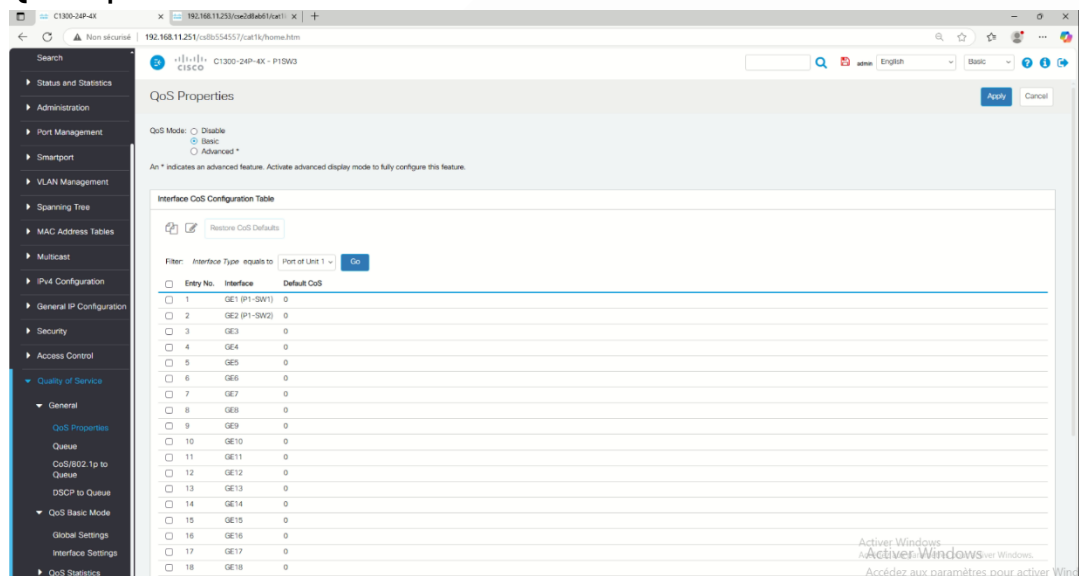 C1300-24P-4X
192.168.11.253/cse2d8ab61/cat1
Non sécurisé
192.168.11.251/cs8b554557/cat1k/home.htm
Search
Status and Statistics
Administration
Port Management
Smartport
VLAN Management
Spanning Tree
MAC Address Tables
Multicast
IPv4 Configuration
General IP Configuration
Security
Access Control
Quality of Service
General
QoS Properties
Queue
CoS/802.1p to
Queue
DSCP to Queue
QoS Basic Mode
Global Settings
Interface Settings
QoS Statistics
CISCO
C1300-24P-4X - P1SW3
admin
English
Basic
QoS Properties
Apply
Cancel
QoS Mode:
Disable
Basic
Advanced *
An * indicates an advanced feature. Activate advanced display mode to fully configure this feature.
Interface CoS Configuration Table
Restore CoS Defaults
Filter: Interface Type equals to
Port of Unit 1
Go
Entry No. Interface Default CoS
1 GE1 (P1-SW1) 0
2 GE2 (P1-SW2) 0
3 GE3 0
4 GE4 0
5 GE5 0
6 GE6 0
7 GE7 0
8 GE8 0
9 GE9 0
10 GE10 0
11 GE11 0
12 GE12 0
13 GE13 0
14 GE14 0
15 GE15 0
16 GE16 0
17 GE17 0
18 GE18 0
Activer Windows
Activer Windows
Accédez aux paramètres pour activer Wind